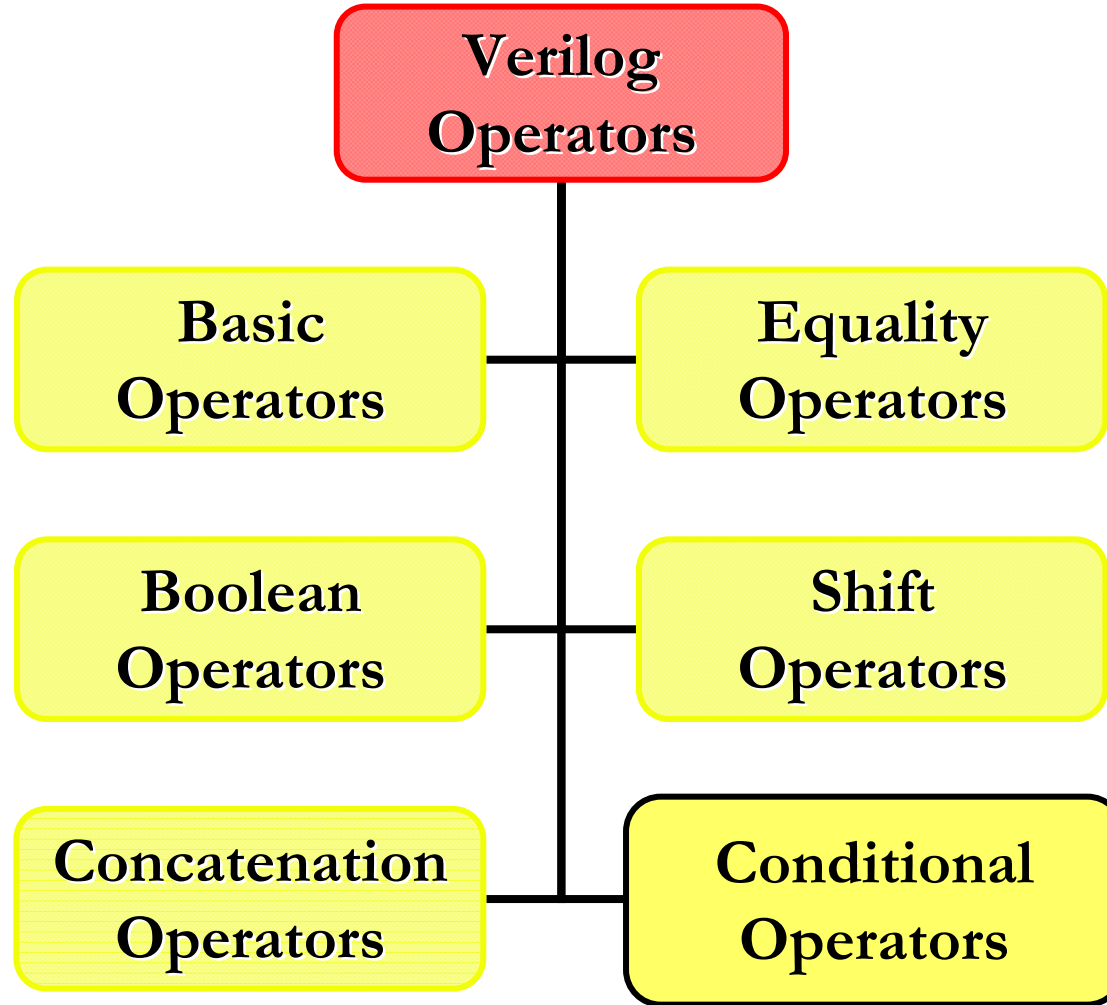 Verilog
Operators
Basic
Operators
Equality
Operators
Boolean
Operators
Shift
Operators
Concatenation
Operators
Conditional
Operators